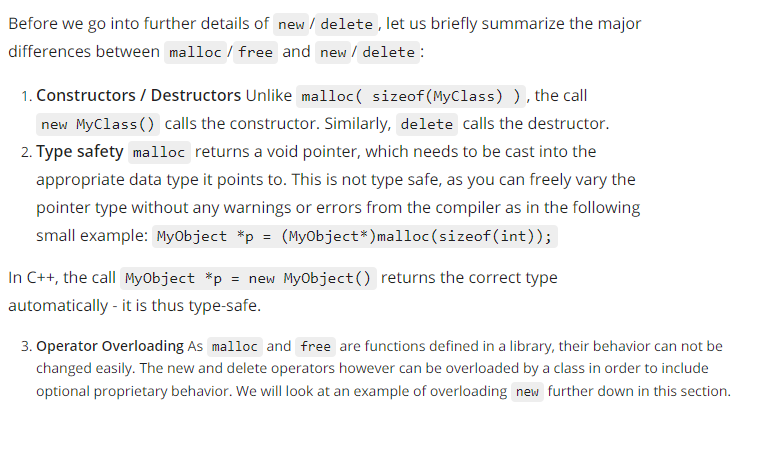 Before we go into further details of new / delete , let us briefly summarize the major
differences between malloc / free and new / delete :
1. Constructors / Destructors Unlike malloc( sizeof(MyClass) ) , the call
new MyClass() calls the constructor. Similarly, delete calls the destructor.
2. Type safety malloc returns a void pointer, which needs to be cast into the
appropriate data type it points to. This is not type safe, as you can freely vary the
pointer type without any warnings or errors from the compiler as in the following
small example: MyObject *p = (MyObject*)malloc(sizeof(int));
In C++, the call MyObject *p = new MyObject() returns the correct type
automatically - it is thus type-safe.
3. Operator Overloading As malloc and free are functions defined in a library, their behavior can not be
changed easily. The new and delete operators however can be overloaded by a class in order to include
optional proprietary behavior. We will look at an example of overloading new further down in this section.